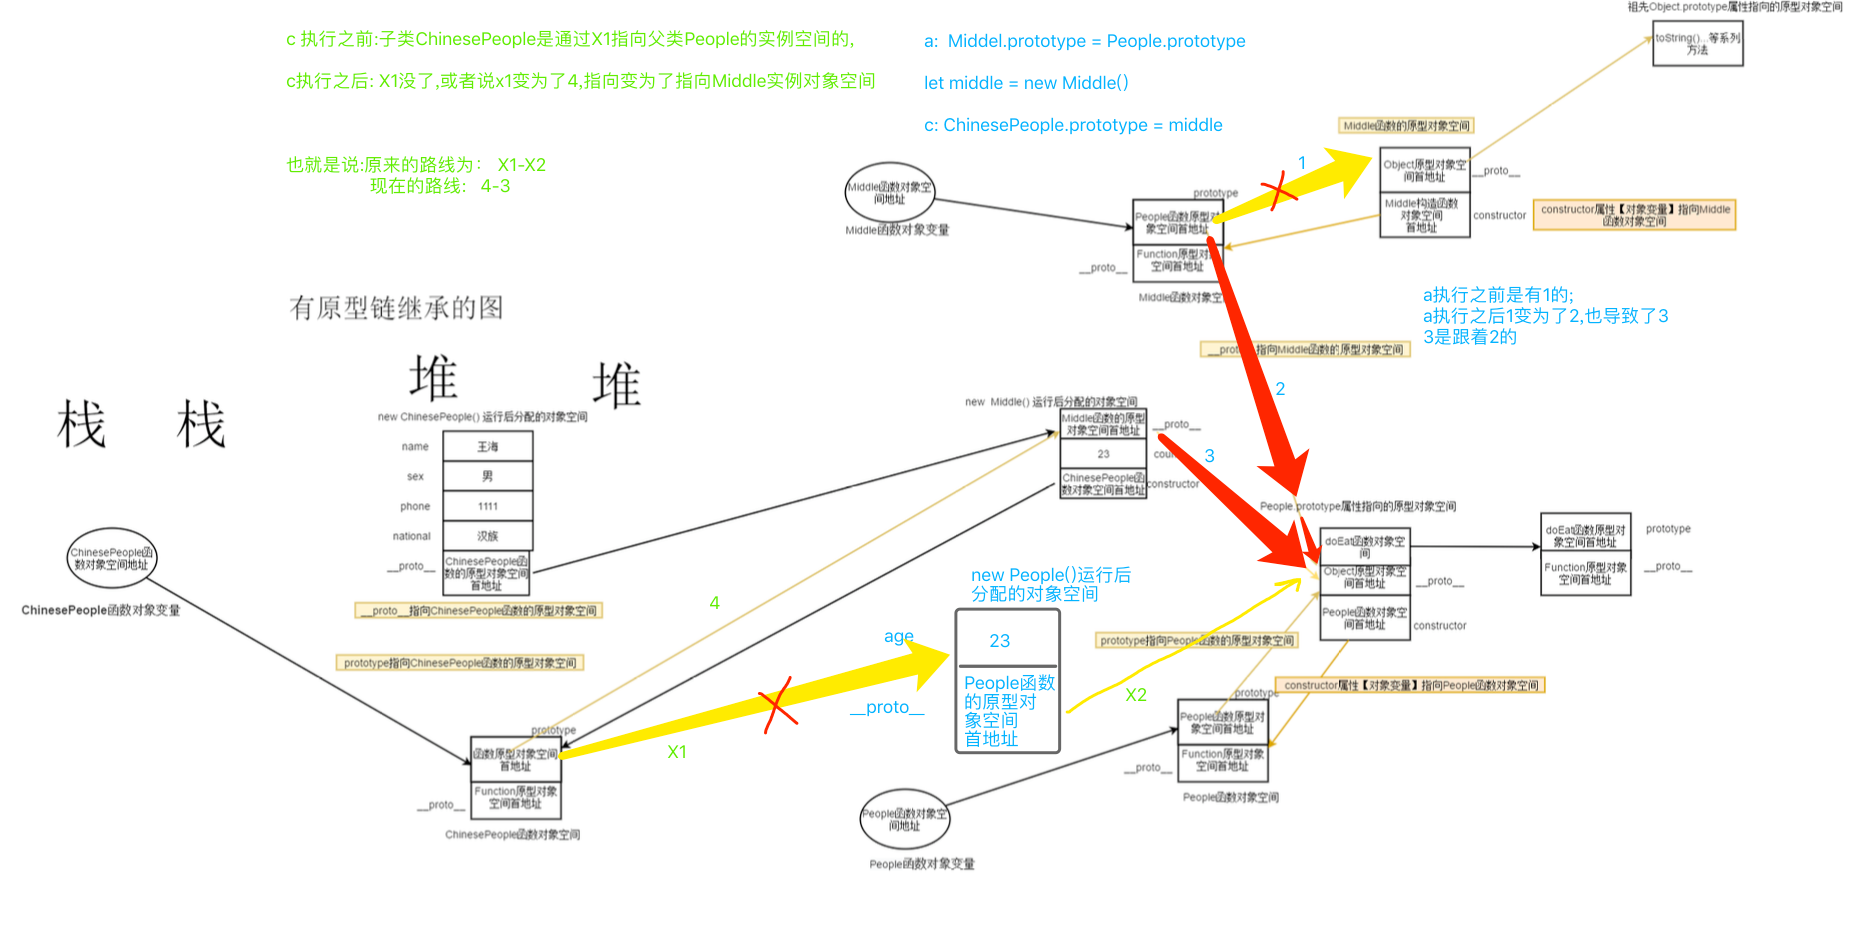 祖先Object.prototype属性指向的原型对象空间
toString()...等系列
方法
c 执行之前:子类ChinesePeople是通过X1指向父类People的实例空间的,
c执行之后: X1没了,或者说x1变为了4,指向变为了指向Middle实例对象空间
也就是说:原来的路线为： X1-X2
现在的路线: 4-3
a: Middel.prototype = People.prototype
let middle = new Middle()
c: ChinesePeople.prototype = middle
Middle函数的原型对象空间
1
Object原型对象空
间首地址
__proto__
Middle构造函数
对象空间
首地址
constructor
constructor属性【对象变量】指向Middle
函数对象空间
Middle函数对象空
间地址
Middle函数对象变量
prototype
People函数原型对
象空间首地址
Function原型对象
空间首地址
__proto__
Middle函数对象空
a执行之前是有1的;
a执行之后1变为了2,也导致了3
3是跟着2的
有原型链继承的图
__proto__指向Middle函数的原型对象空间
2
栈
栈
堆
堆
new ChinesePeople() 运行后分配的对象空间
name
王海
sex
男
phone
1111
national
汉族
__proto__
ChinesePeople函
数的原型对象空间
首地址
__proto__指向ChinesePeople函数的原型对象空间
new Middle() 运行后分配的对象空间
Middle函数的原型
对象空间首地址
__proto__
23
ChinesePeople函
数对象空间首地址
constructor
3
People.prototype属性指向的原型对象空间
doEat函数对象空
间
Object原型对象空
间首地址
__proto__
People函数对象空
间首地址
constructor
doEat函数原型对
象空间首地址
prototype
Function原型对象
空间首地址
__proto__
ChinesePeople函
数对象空间地址
ChinesePeople函数对象变量
prototype指向ChinesePeople函数的原型对象空间
4
new People()运行后
分配的对象空间
age
23
__proto__
People函数
的原型对
象空间
首地址
prototype指向People函数的原型对象空间
X2
constructor属性【对象变量】指向People函数对象空间
prototype
函数原型对象空间
首地址
Function原型对象
空间首地址
__proto__
ChinesePeople函数对象空间
X1
prototype
People函数原型对
象空间首地址
Function原型对象
空间首地址
__proto__
People函数对象空间
People函数对象空
间地址
People函数对象变量